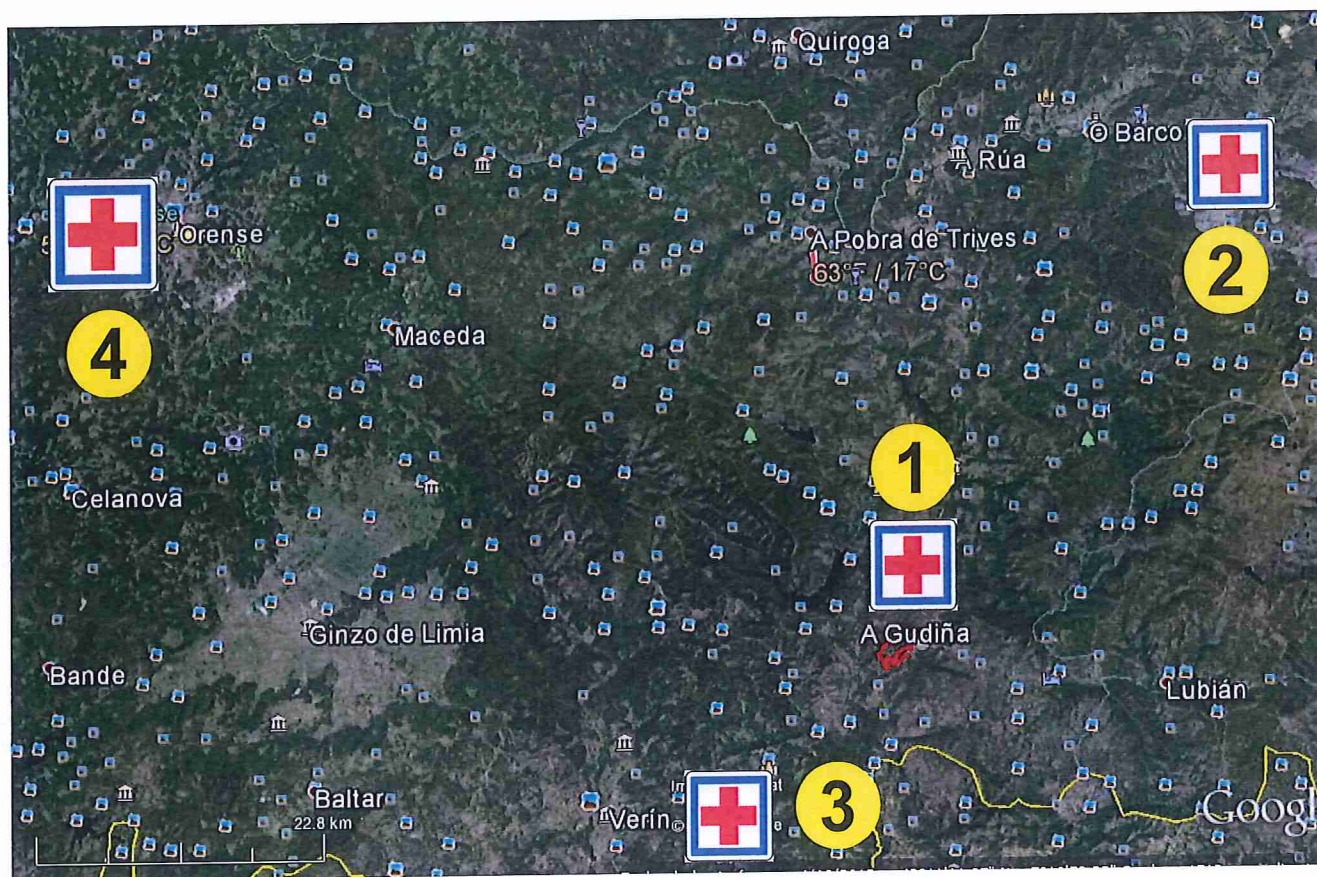 Quiroga
O Barco
A Rúa
2
Orense
A Pobra de Trives
63°F / 17°C
4
Maceda
1
Celanova
A Gudiña
Ginzo de Limia
Bande
Lubián
3
Baltar
22.8 km
Verín
Googl